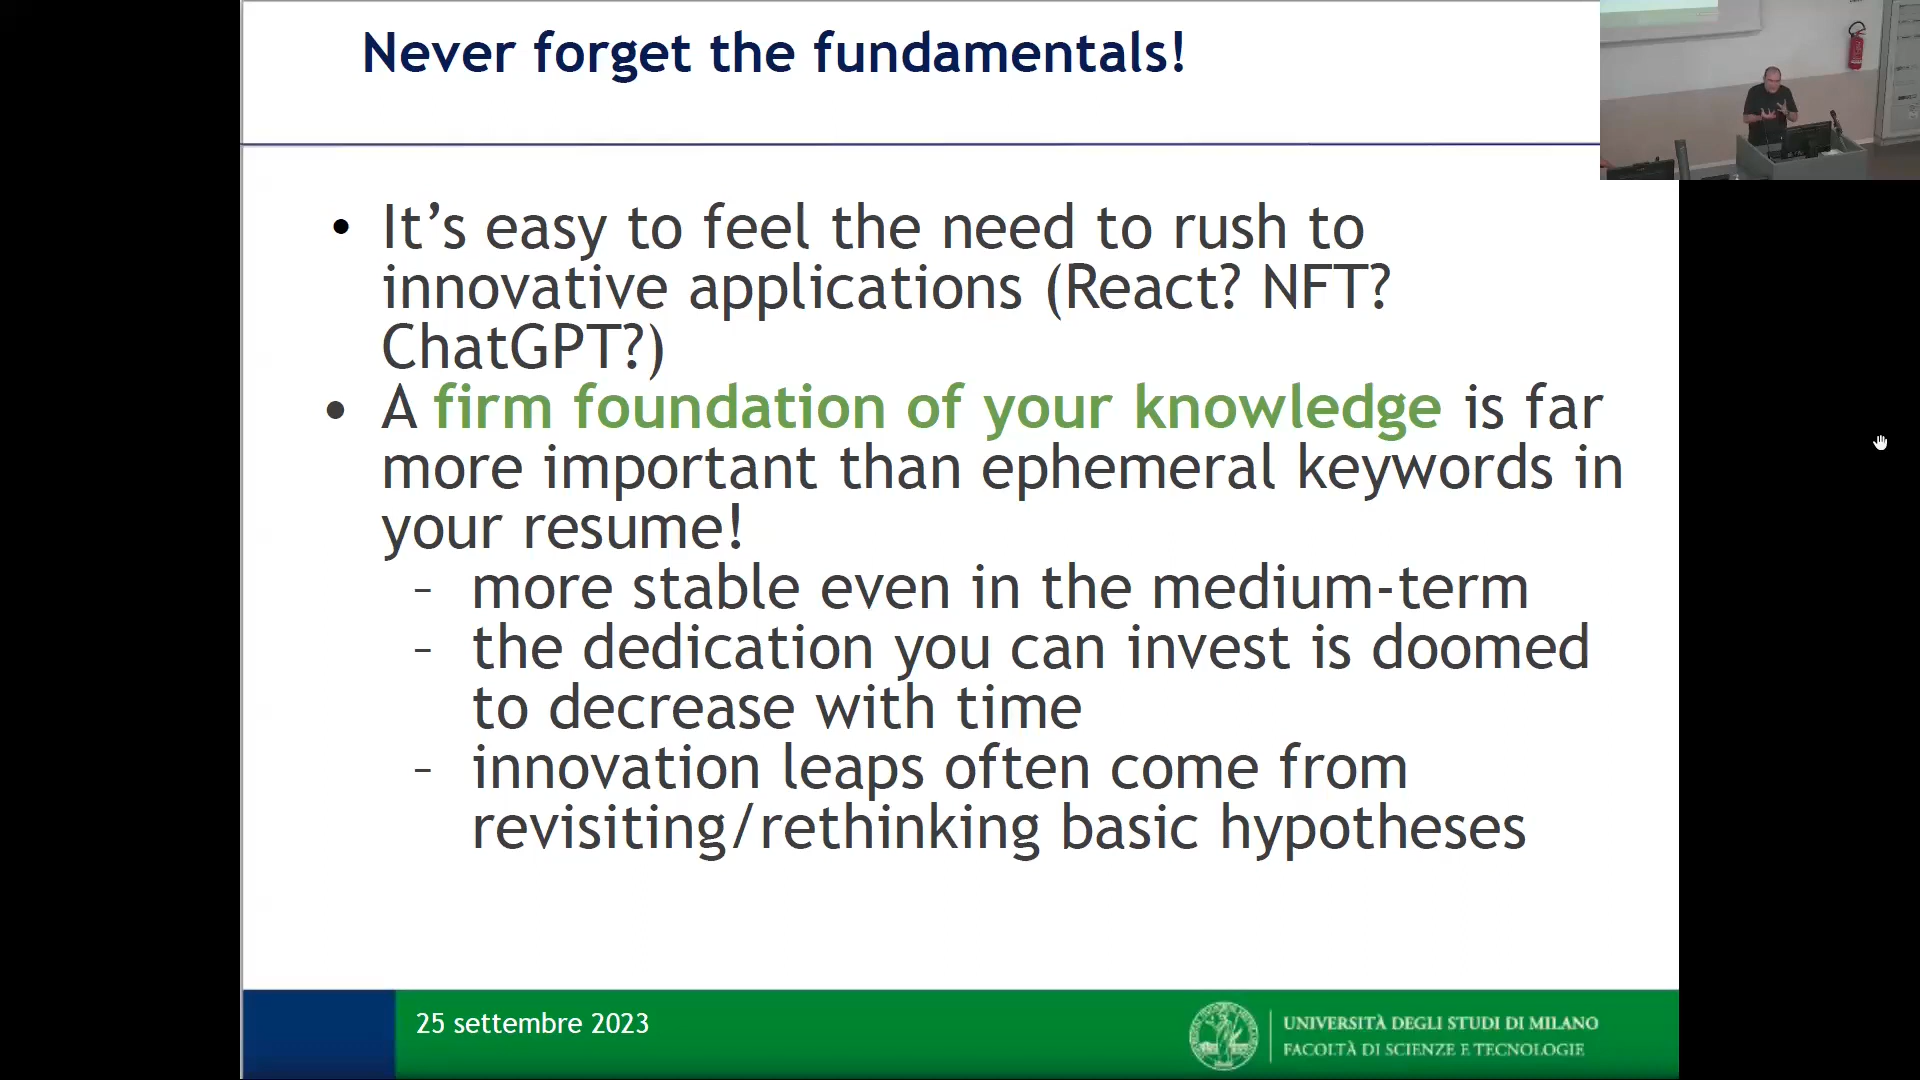 Never forget the fundamentals!
• It’s easy to feel the need to rush to
innovative applications (React? NFT?
ChatGPT?)
• A firm foundation of your knowledge is far
more important than ephemeral keywords in
your resume!
– more stable even in the medium-term
– the dedication you can invest is doomed
to decrease with time
– innovation leaps often come from
revisiting/rethinking basic hypotheses
25 settembre 2023
UNIVERSITÀ DEGLI STUDI DI MILANO
FACOLTÀ DI SCIENZE E TECNOLOGIE